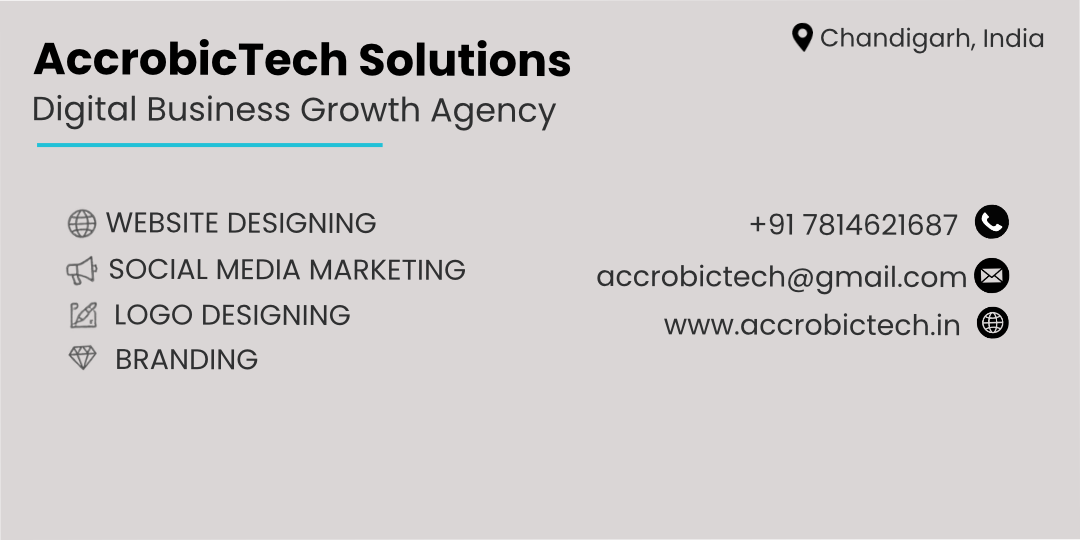 AccrobicTech Solutions
Digital Business Growth Agency
Chandigarh, India
WEBSITE DESIGNING
SOCIAL MEDIA MARKETING
LOGO DESIGNING
BRANDING
+91 7814621687
accrobictech@gmail.com
www.accrobictech.in